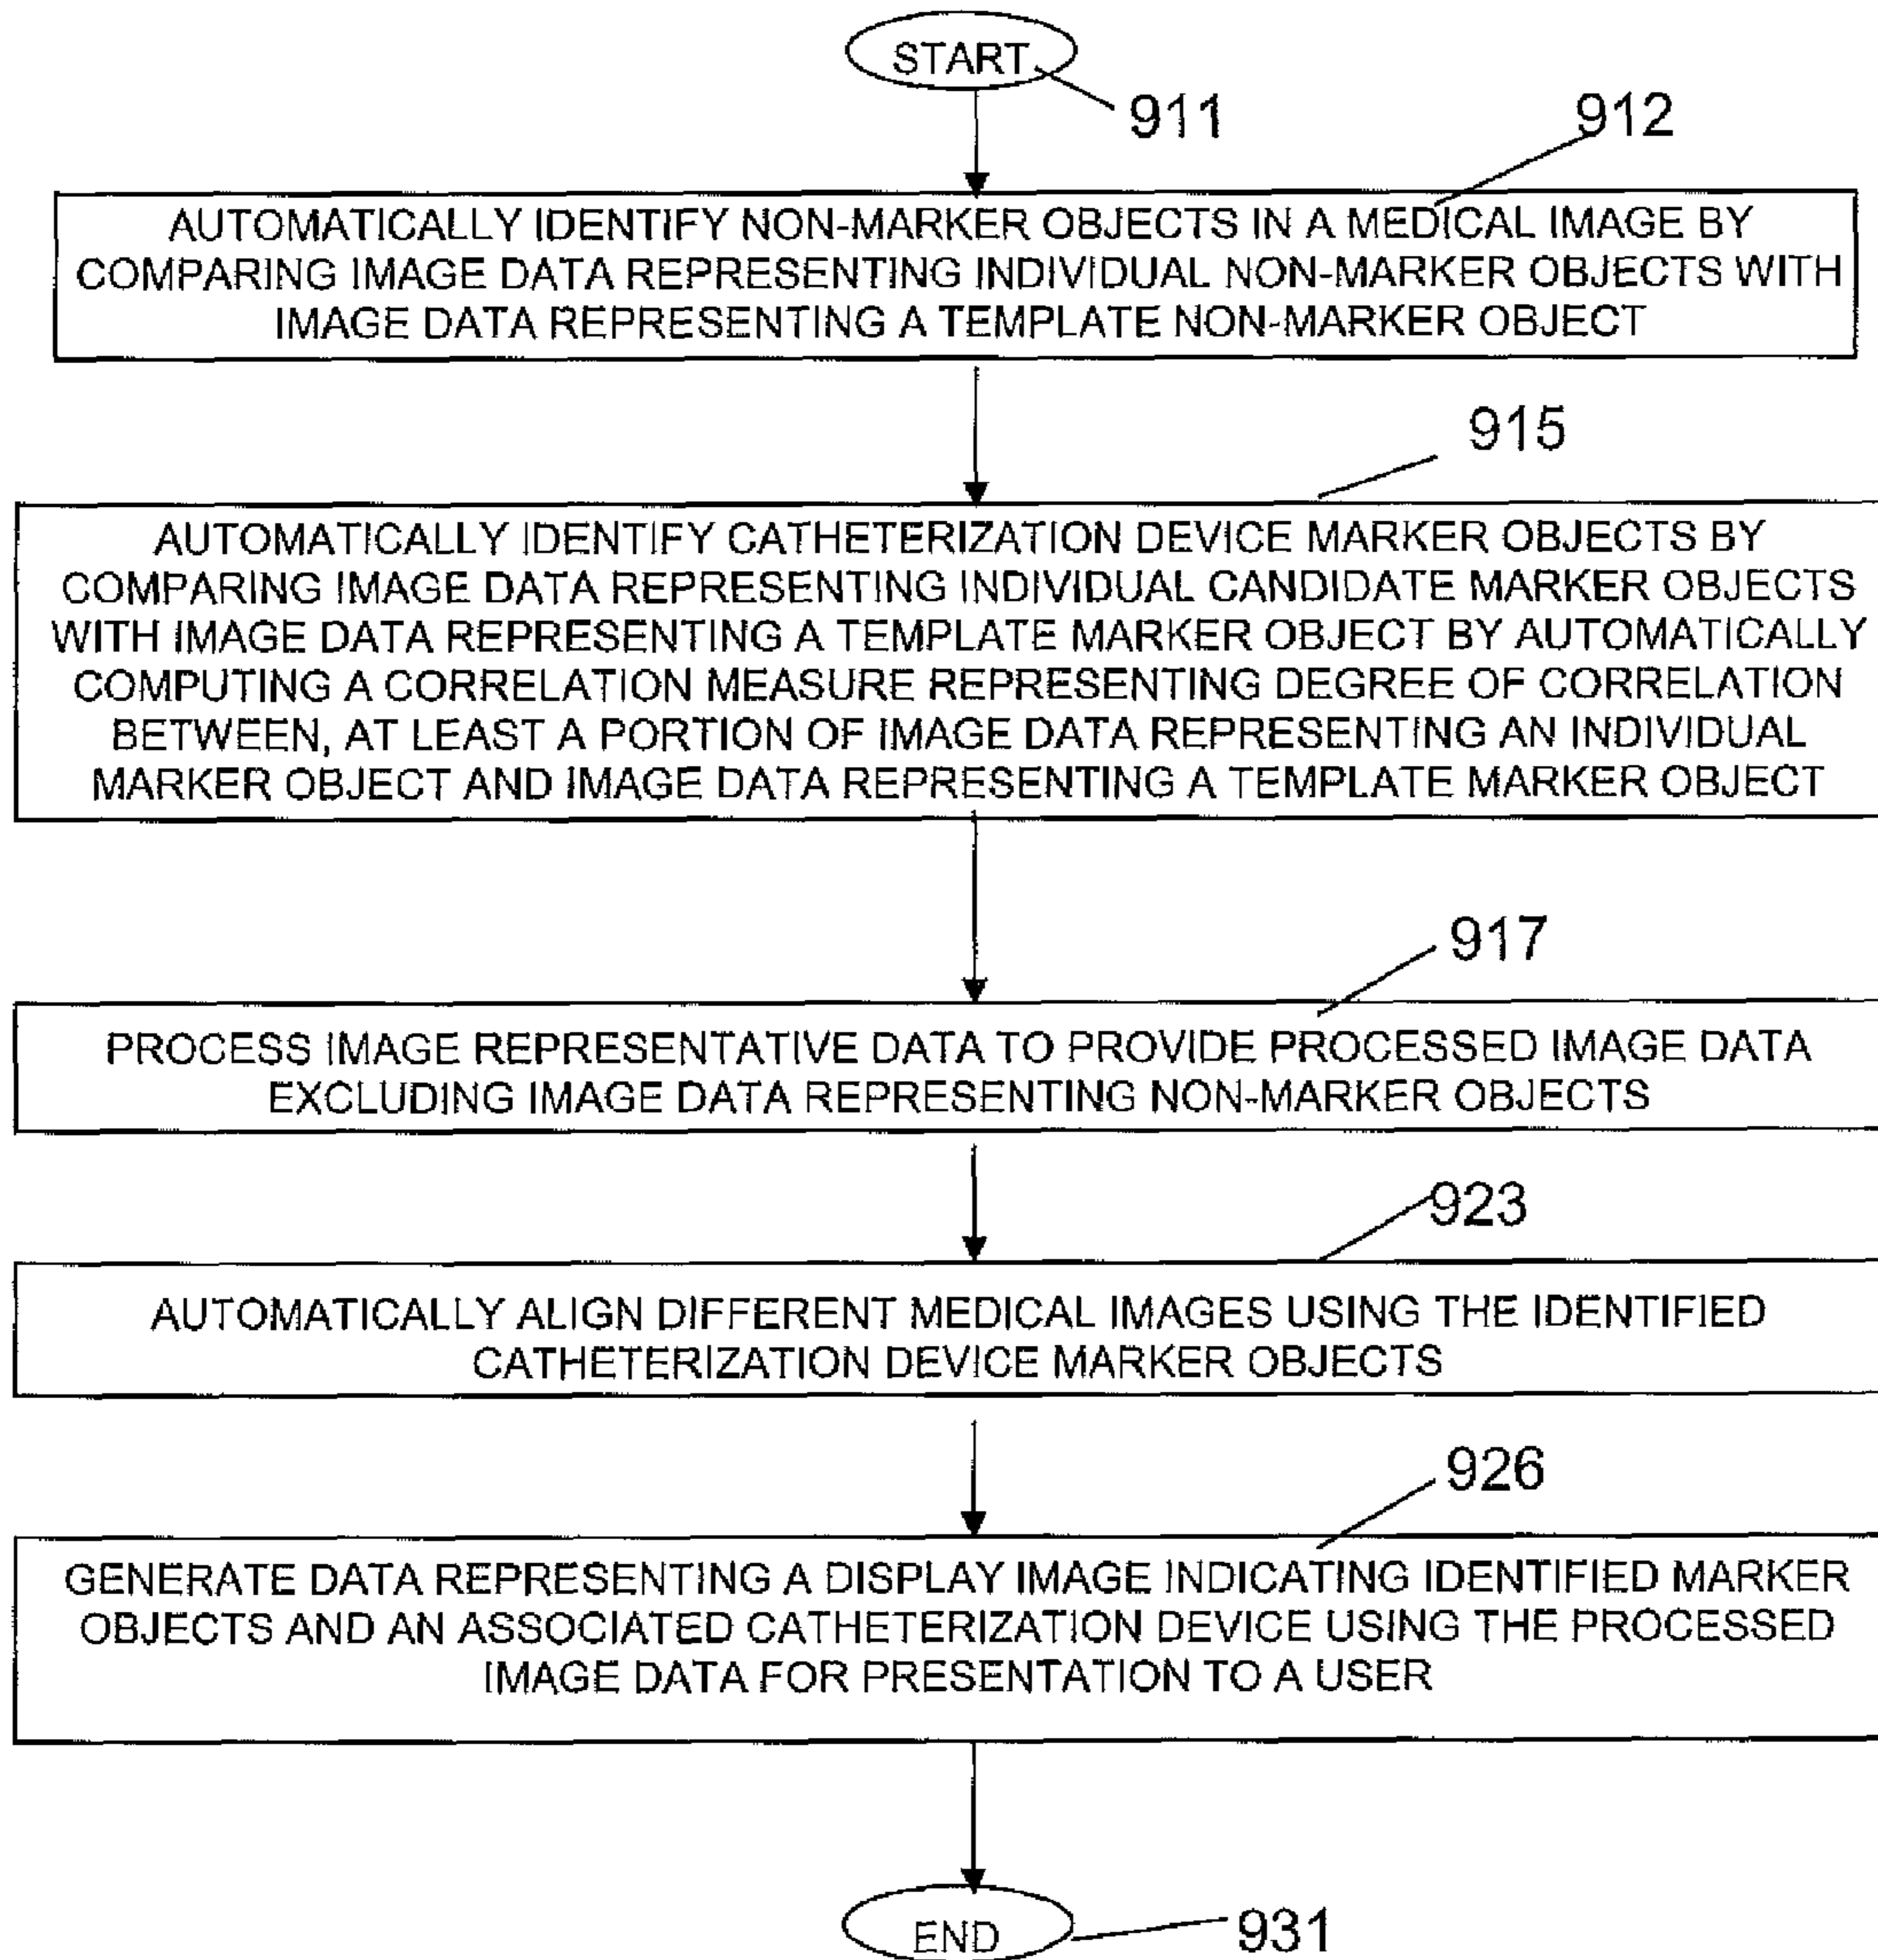 START
911
912
AUTOMATICALLY IDENTIFY NON-MARKER OBJECTS IN A MEDICAL IMAGE BY
COMPARING IMAGE DATA REPRESENTING INDIVIDUAL NON-MARKER OBJECTS WITH
IMAGE DATA REPRESENTING A TEMPLATE NON-MARKER OBJECT
915
AUTOMATICALLY IDENTIFY CATHETERIZATION DEVICE MARKER OBJECTS BY
COMPARING IMAGE DATA REPRESENTING INDIVIDUAL CANDIDATE MARKER OBJECTS
WITH IMAGE DATA REPRESENTING A TEMPLATE MARKER OBJECT BY AUTOMATICALLY
COMPUTING A CORRELATION MEASURE REPRESENTING DEGREE OF CORRELATION
BETWEEN, AT LEAST A PORTION OF IMAGE DATA REPRESENTING AN INDIVIDUAL
MARKER OBJECT AND IMAGE DATA REPRESENTING A TEMPLATE MARKER OBJECT
917
PROCESS IMAGE REPRESENTATIVE DATA TO PROVIDE PROCESSED IMAGE DATA
EXCLUDING IMAGE DATA REPRESENTING NON-MARKER OBJECTS
923
AUTOMATICALLY ALIGN DIFFERENT MEDICAL IMAGES USING THE IDENTIFIED
CATHETERIZATION DEVICE MARKER OBJECTS
926
GENERATE DATA REPRESENTING A DISPLAY IMAGE INDICATING IDENTIFIED MARKER
OBJECTS AND AN ASSOCIATED CATHETERIZATION DEVICE USING THE PROCESSED
IMAGE DATA FOR PRESENTATION TO A USER
END
931